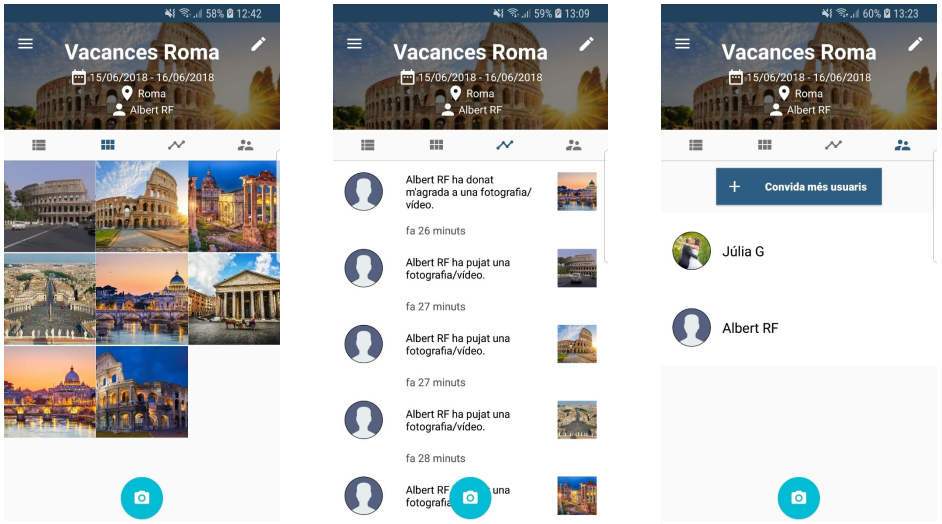 58% 12:42
Vacances Roma
15/06/2018 - 16/06/2018
Roma
Albert RF
59% 13:09
Vacances Roma
15/06/2018 - 16/06/2018
Roma
Albert RF
Albert RF ha donat
m'agrada a una fotografia/
vídeo.
fa 26 minuts
Albert RF ha pujat una
fotografia/vídeo.
fa 27 minuts
Albert RF ha pujat una
fotografia/vídeo.
fa 27 minuts
Albert RF ha pujat una
fotografia/vídeo.
fa 28 minuts
Albert RF una
fotografia
60% 13:23
Vacances Roma
15/06/2018 - 16/06/2018
Roma
Albert RF
+ Convida més usuaris
Júlia G
Albert RF